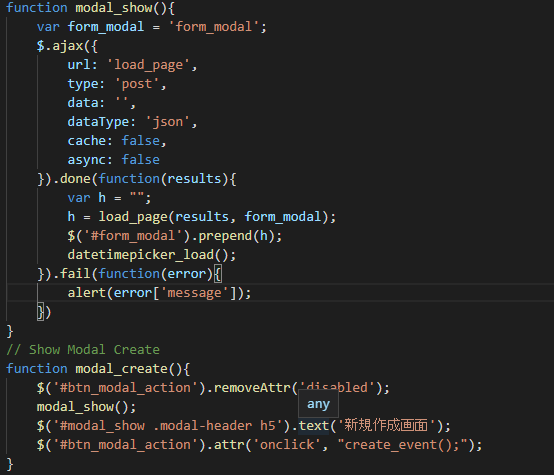 function modal_show(){
    var form_modal = 'form_modal';
    $.ajax({
        url: 'load_page',
        type: 'post',
        data: '',
        dataType: 'json',
        cache: false,
        async: false
    }).done(function(results){
        var h = "";
        h = load_page(results, form_modal);
        $('#form_modal').prepend(h);
        datetimepicker_load();
    }).fail(function(error){
        alert(error['message']);
    })
}
// Show Modal Create
function modal_create(){
    $('#btn_modal_action').removeAttr('disabled');
    modal_show();
any
    $('#modal_show .modal-header h5').text('新規作成画面');
    $('#btn_modal_action').attr('onclick', "create_event();");
}